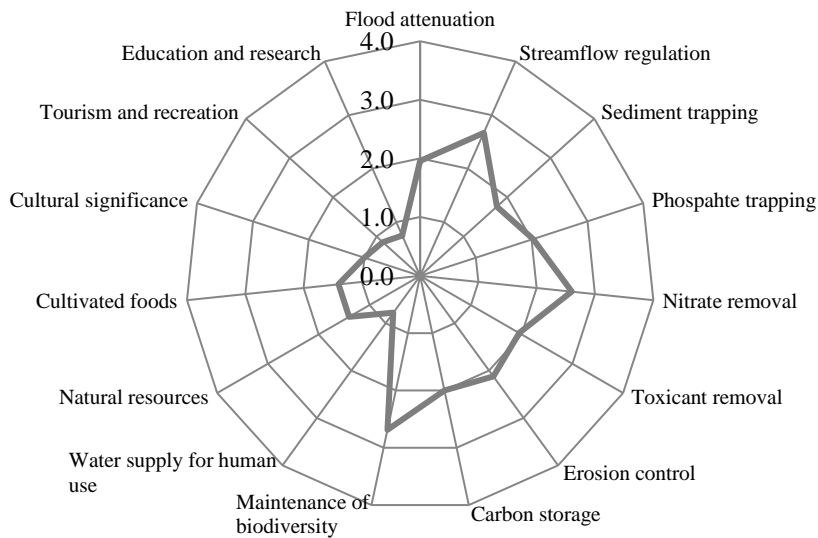 Flood attenuation
4.0
Education and research
Streamflow regulation
3.0
Tourism and recreation
Sediment trapping
2.0
Cultural significance
Phospahte trapping
1.0
0.0
Cultivated foods
Nitrate removal
Natural resources
Toxicant removal
Water supply for human
use
Erosion control
Maintenance of
biodiversity
Carbon storage